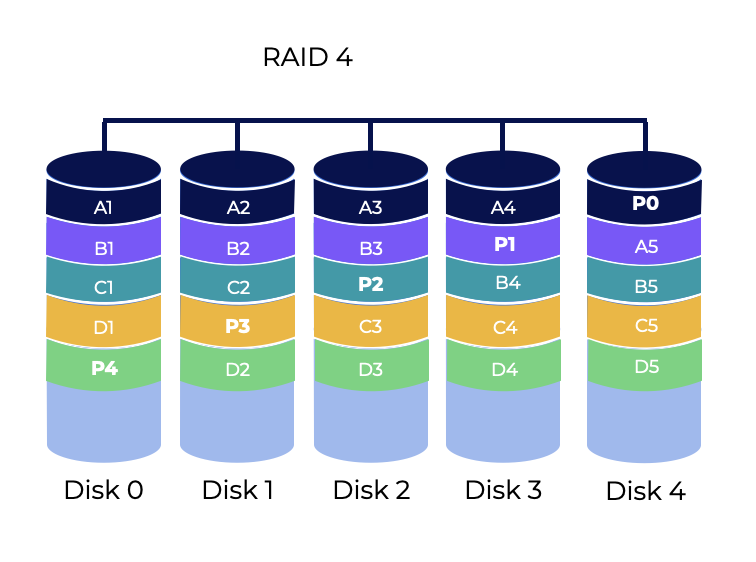 RAID 4
A1 A2 A3 A4 P0
B1 B2 B3 P1 A5
C1 C2 P2 B4 B5
D1 P3 C3 C4 C5
P4 D2 D3 D4 D5
Disk 0 Disk 1 Disk 2 Disk 3 Disk 4